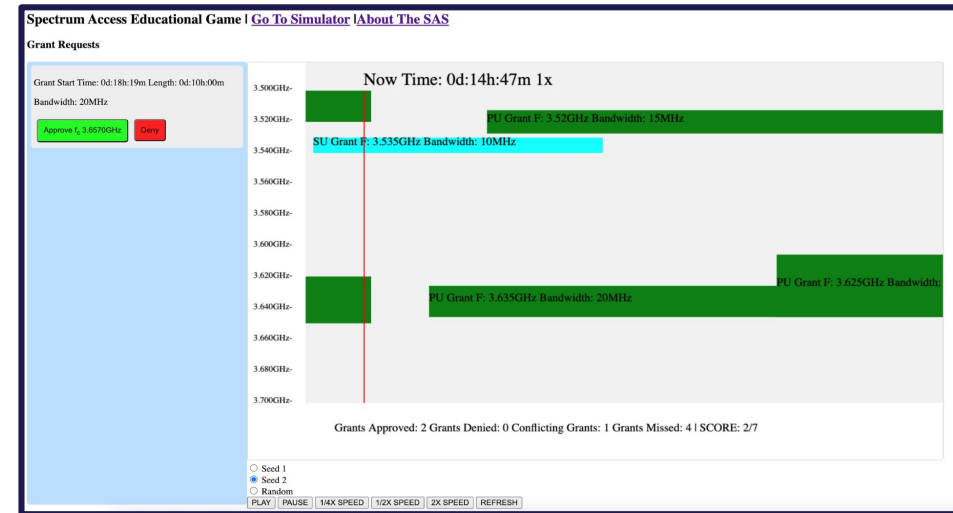 Spectrum Access Educational Game | Go To Simulator |About The SAS
Grant Requests
Grant Start Time: 0d:18h:19m Length: 0d:10h:00m
Bandwidth: 20MHz
Approve fc 3.6570GHz
Deny
Now Time: 0d:14h:47m 1x
3.500GHz-
3.520GHz-
PU Grant F: 3.52GHz Bandwidth: 15MHz
SU Grant F: 3.535GHz Bandwidth: 10MHz
3.540GHz-
3.560GHz-
3.580GHz-
3.600GHz-
3.620GHz-
PU Grant F: 3.625GHz Bandwidth:
PU Grant F: 3.635GHz Bandwidth: 20MHz
3.640GHz-
3.660GHz-
3.680GHz-
3.700GHz-
Grants Approved: 2 Grants Denied: 0 Conflicting Grants: 1 Grants Missed: 4 | SCORE: 2/7
Seed 1
Seed 2
Random
PLAY PAUSE 1/4X SPEED 1/2X SPEED 2X SPEED REFRESH